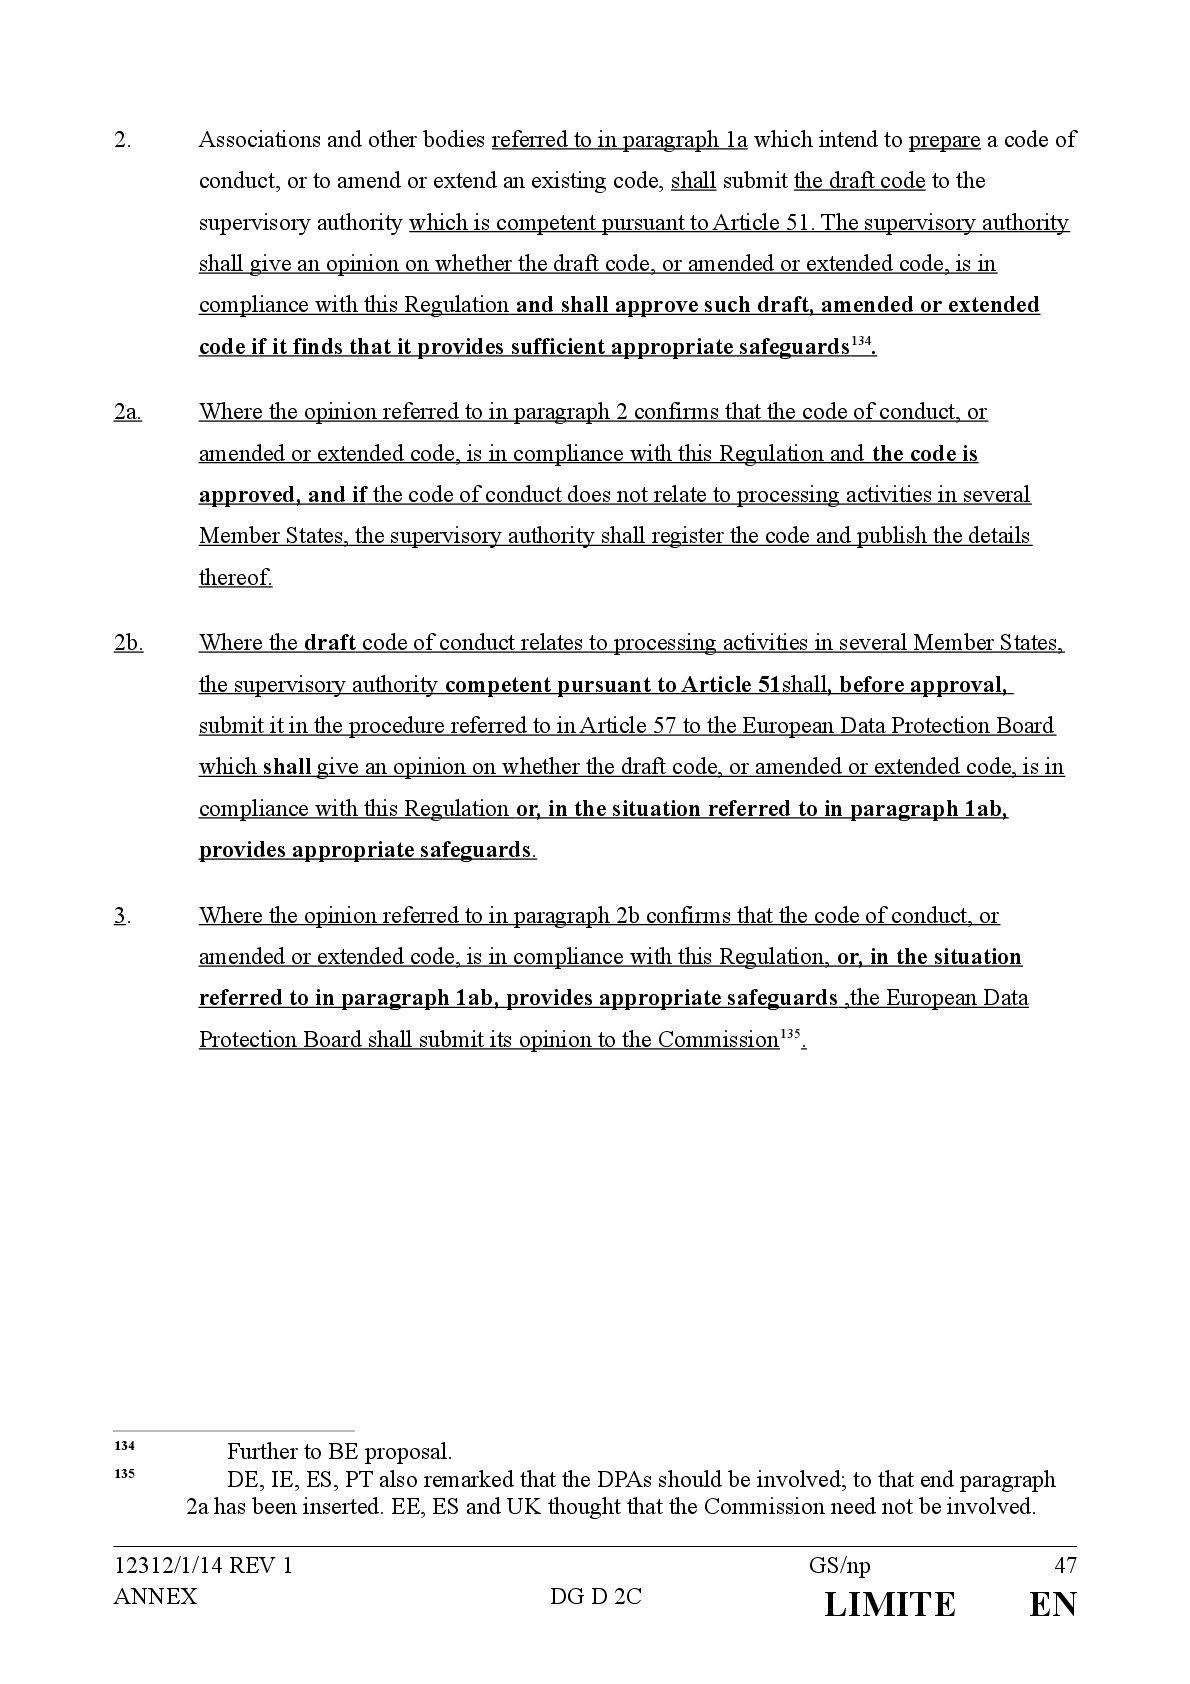 2. Associations and other bodies referred to in paragraph 1a which intend to prepare a code of
conduct, or to amend or extend an existing code, shall submit the draft code to the
supervisory authority which is competent pursuant to Article 51. The supervisory authority
shall give an opinion on whether the draft code, or amended or extended code, is in
compliance with this Regulation and shall approve such draft, amended or extended
code if it finds that it provides sufficient appropriate safeguards134.
2a. Where the opinion referred to in paragraph 2 confirms that the code of conduct, or
amended or extended code, is in compliance with this Regulation and the code is
approved, and if the code of conduct does not relate to processing activities in several
Member States, the supervisory authority shall register the code and publish the details
thereof.
2b. Where the draft code of conduct relates to processing activities in several Member States,
the supervisory authority competent pursuant to Article 51shall, before approval,
submit it in the procedure referred to in Article 57 to the European Data Protection Board
which shall give an opinion on whether the draft code, or amended or extended code, is in
compliance with this Regulation or, in the situation referred to in paragraph 1ab,
provides appropriate safeguards.
3. Where the opinion referred to in paragraph 2b confirms that the code of conduct, or
amended or extended code, is in compliance with this Regulation, or, in the situation
referred to in paragraph 1ab, provides appropriate safeguards ,the European Data
Protection Board shall submit its opinion to the Commission135.
134 Further to BE proposal.
135 DE, IE, ES, PT also remarked that the DPAs should be involved; to that end paragraph
2a has been inserted. EE, ES and UK thought that the Commission need not be involved.
12312/1/14 REV 1 GS/np 47
ANNEX DG D 2C LIMITE EN